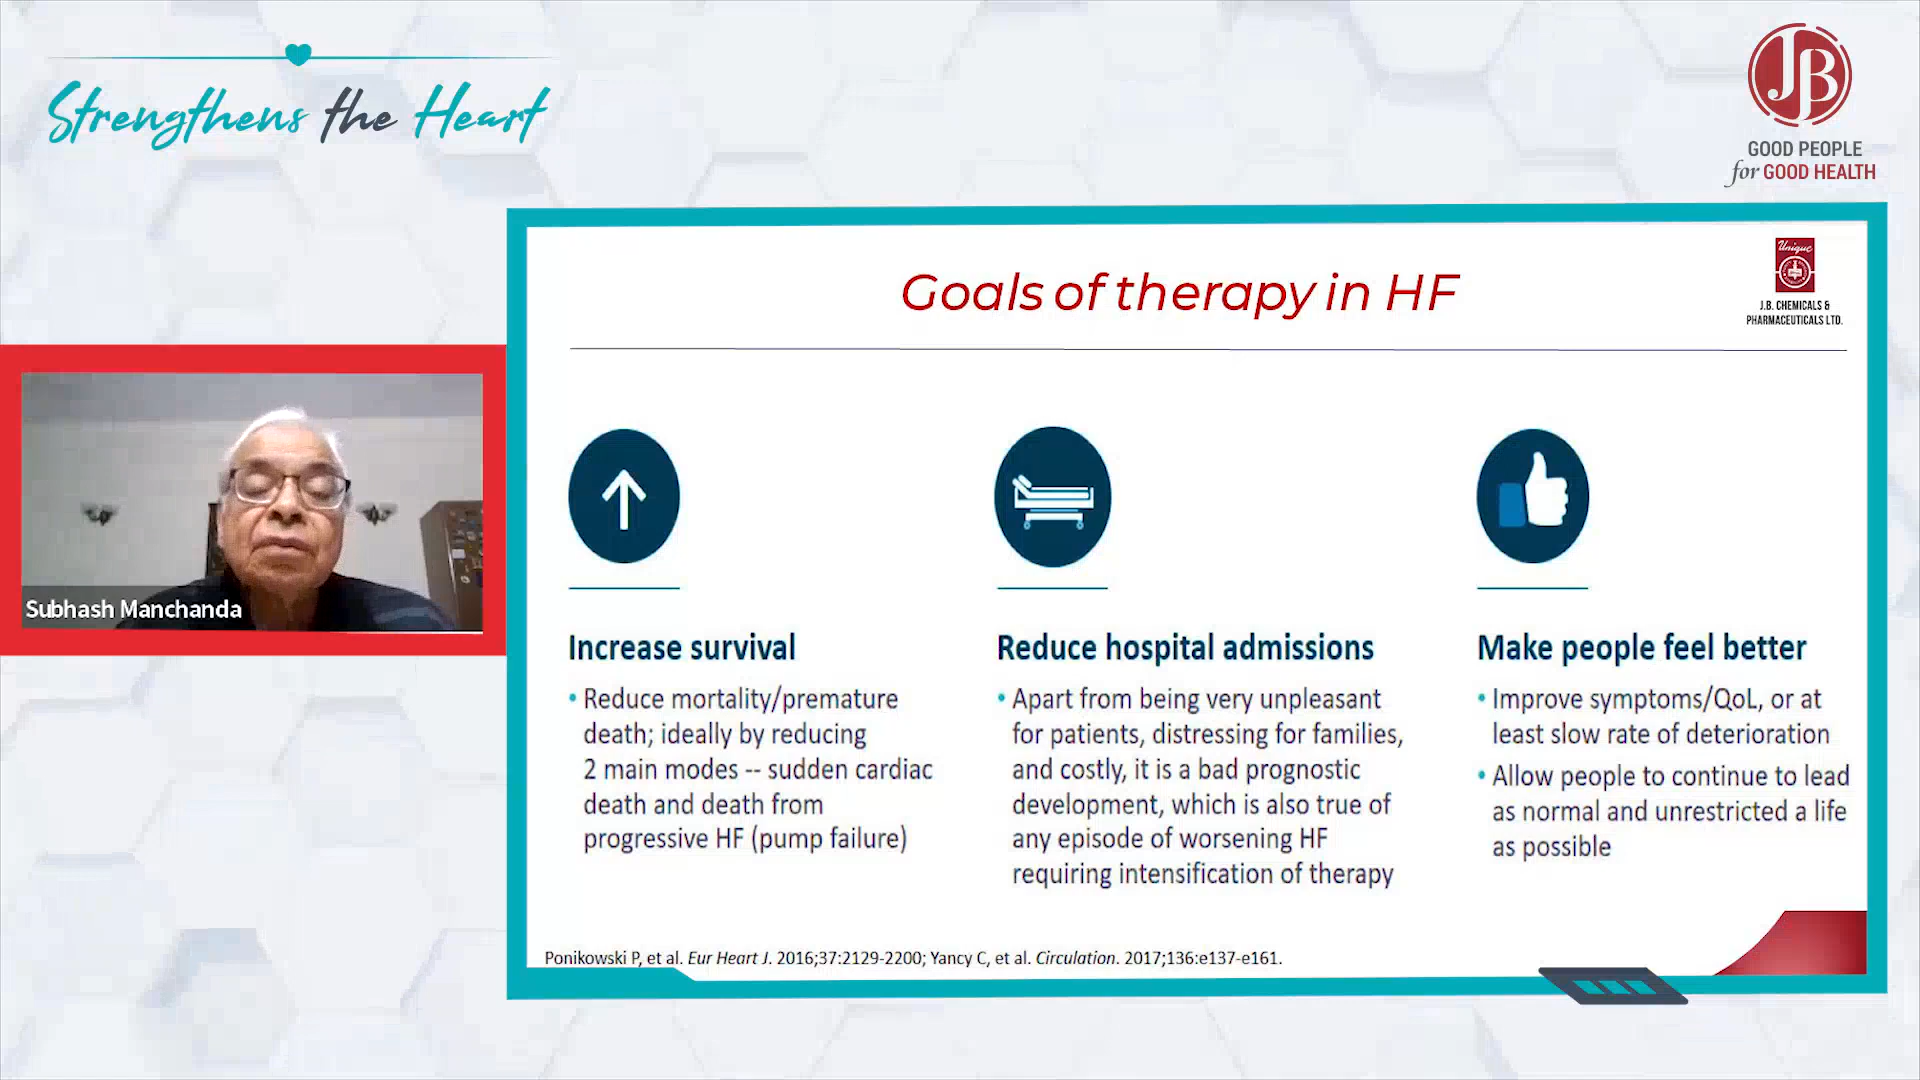 Strengthens the Heart
JB
GOOD PEOPLE
for GOOD HEALTH
Goals of therapy in HF
Unique
J.B. CHEMICALS &
PHARMACEUTICALS LTD.
Subhash Manchanda
Increase survival
• Reduce mortality/premature
death; ideally by reducing
2 main modes -- sudden cardiac
death and death from
progressive HF (pump failure)
Reduce hospital admissions
• Apart from being very unpleasant
for patients, distressing for families,
and costly, it is a bad prognostic
development, which is also true of
any episode of worsening HF
requiring intensification of therapy
Make people feel better
• Improve symptoms/QoL, or at
least slow rate of deterioration
• Allow people to continue to lead
as normal and unrestricted a life
as possible
Ponikowski P, et al. Eur Heart J. 2016;37:2129-2200; Yancy C, et al. Circulation. 2017;136:e137-e161.